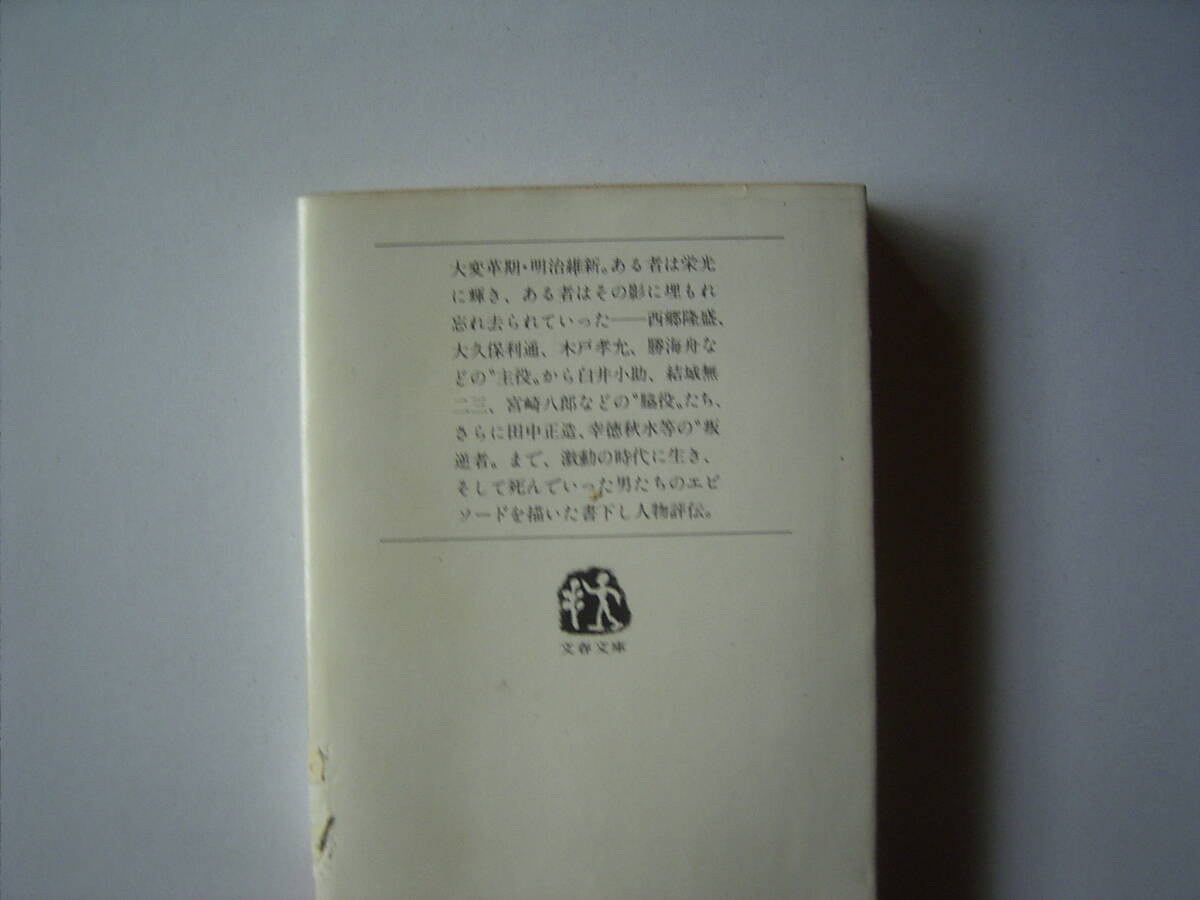 大変革期・明治維新。ある者は栄光
に輝き、ある者はその影に埋もれ
忘れ去られていった――西郷隆盛、
大久保利通、木戸孝允、勝海舟な
どの〝主役〟から白井小助、結城無
二三、宮崎八郎などの〝脇役〟たち、
さらに田中正造、幸徳秋水等の〝叛
逆者〟まで、激動の時代に生き、
そして死んでいった男たちのエピ
ソードを描いた書下し人物評伝。
文春文庫